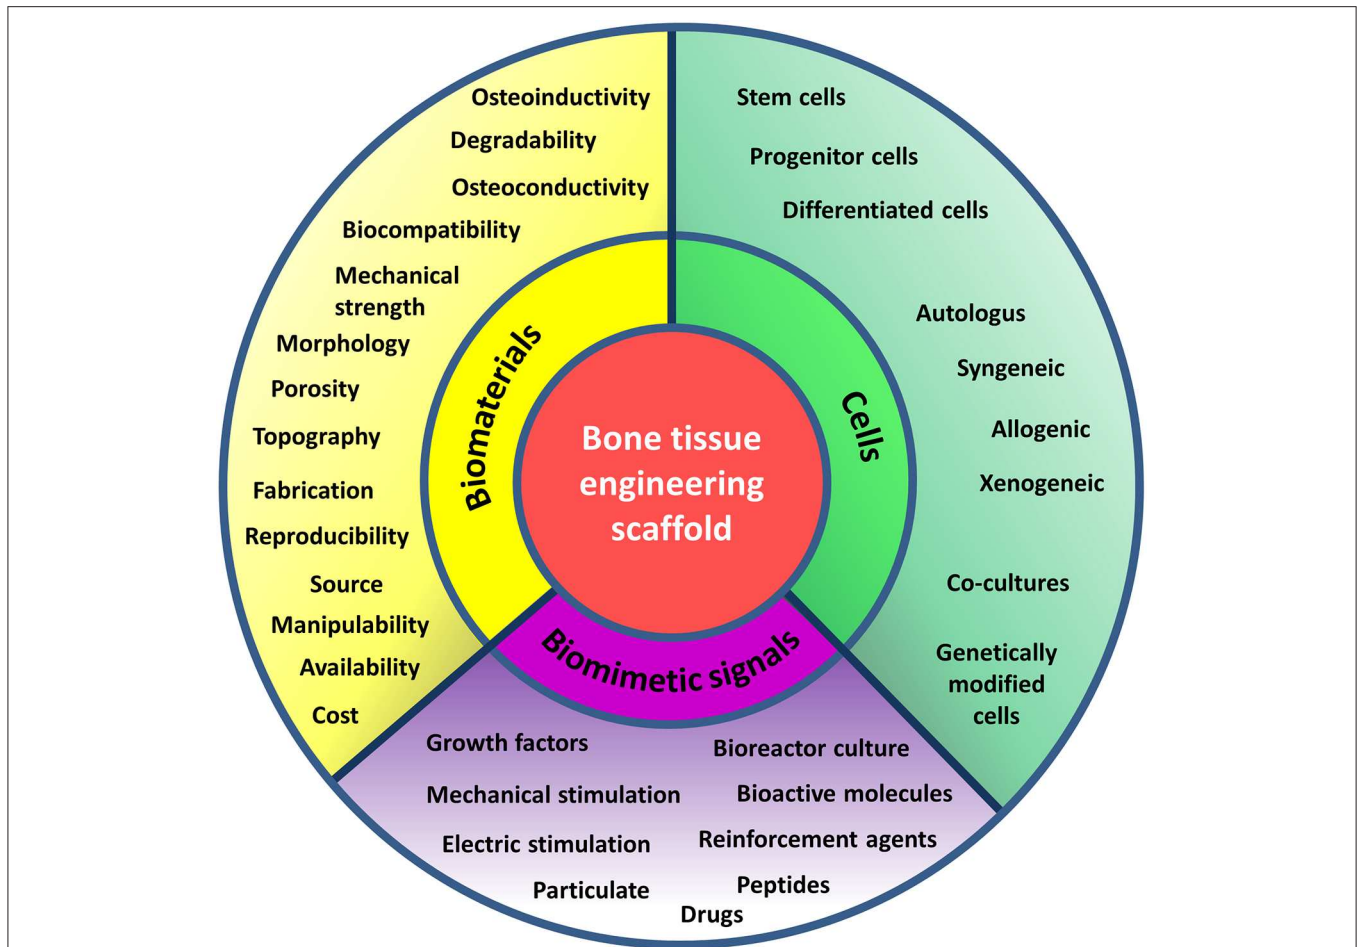 Osteoinductivity
Degradability
Osteoconductivity
Biocompatibility
Mechanical
strength
Morphology
Porosity
Topography
Fabrication
Reproducibility
Source
Manipulability
Availability
Cost
Biomaterials
Bone tissue
engineering
scaffold
Cells
Stem cells
Progenitor cells
Differentiated cells
Autologus
Syngeneic
Allogenic
Xenogeneic
Co-cultures
Genetically
modified
cells
Biomimetic signals
Growth factors
Mechanical stimulation
Electric stimulation
Particulate
Bioreactor culture
Bioactive molecules
Reinforcement agents
Peptides
Drugs